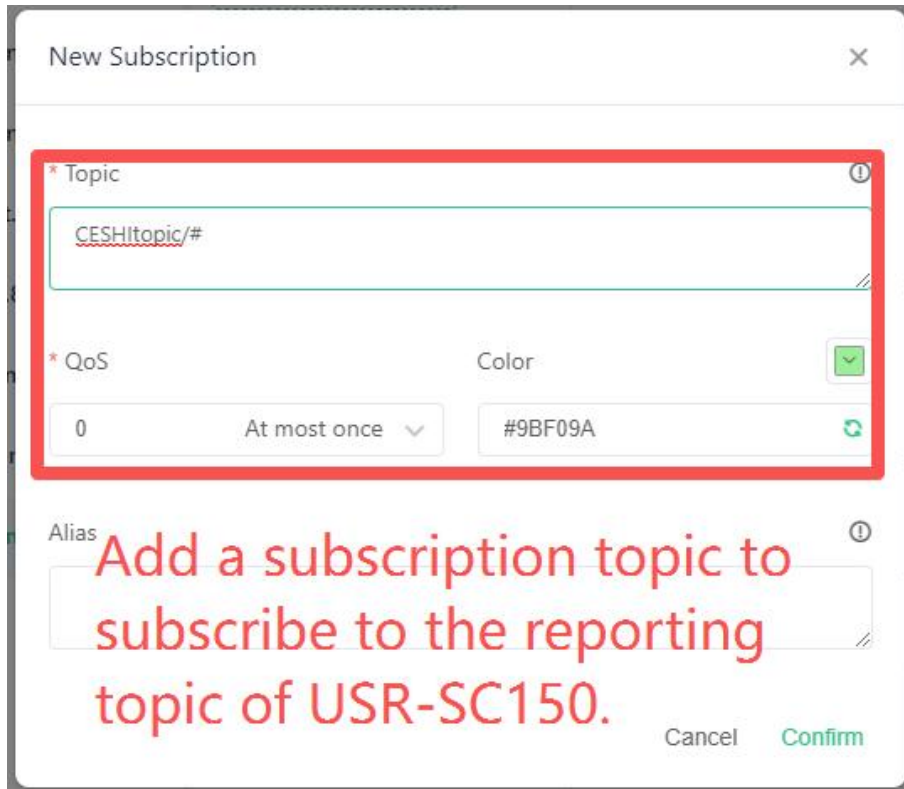 New Subscription
* Topic
CESHItopic/#
* QoS
Color
0 At most once
#9BF09A
Alias
Add a subscription topic to
subscribe to the reporting
topic of USR-SC150.
Cancel Confirm